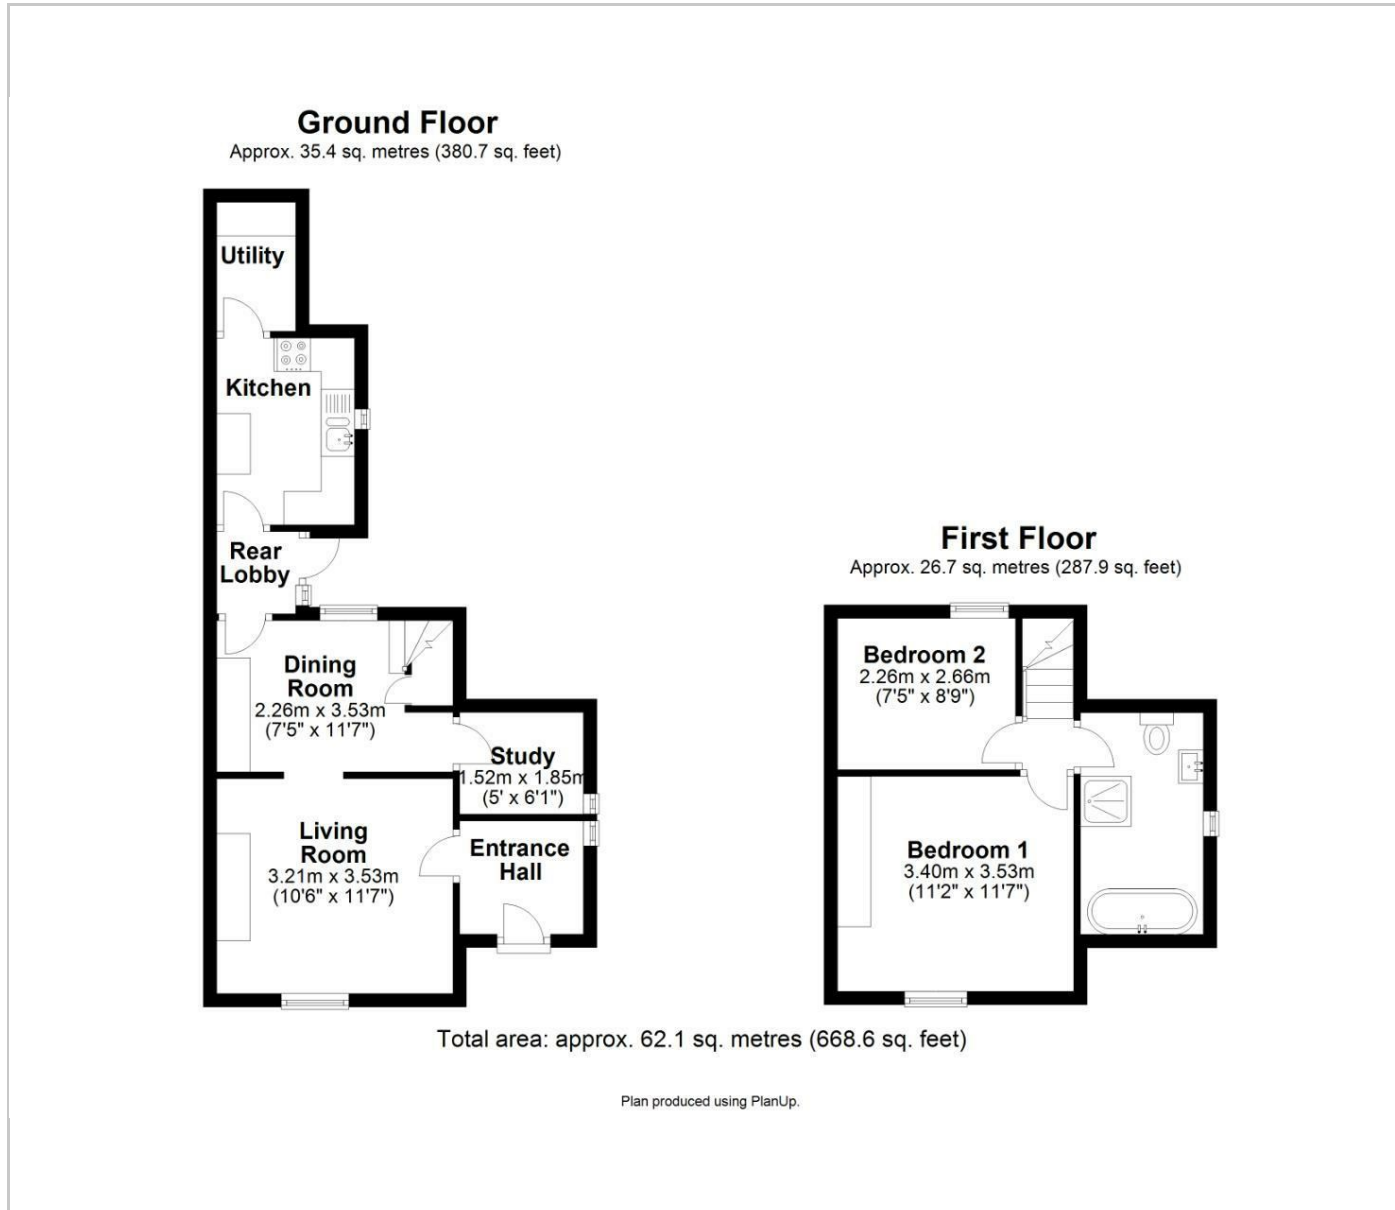 Ground Floor
Approx. 35.4 sq. metres (380.7 sq. feet)
Utility
Kitchen
Rear
Lobby
Dining
Room
2.26m x 3.53m
(7'5" x 11'7")
Study
1.52m x 1.85m
(5' x 6'1")
Living
Room
3.21m x 3.53m
(10'6" x 11'7")
Entrance
Hall
First Floor
Approx. 26.7 sq. metres (287.9 sq. feet)
Bedroom 2
2.26m x 2.66m
(7'5" x 8'9")
Bedroom 1
3.40m x 3.53m
(11'2" x 11'7")
Total area: approx. 62.1 sq. metres (668.6 sq. feet)
Plan produced using PlanUp.